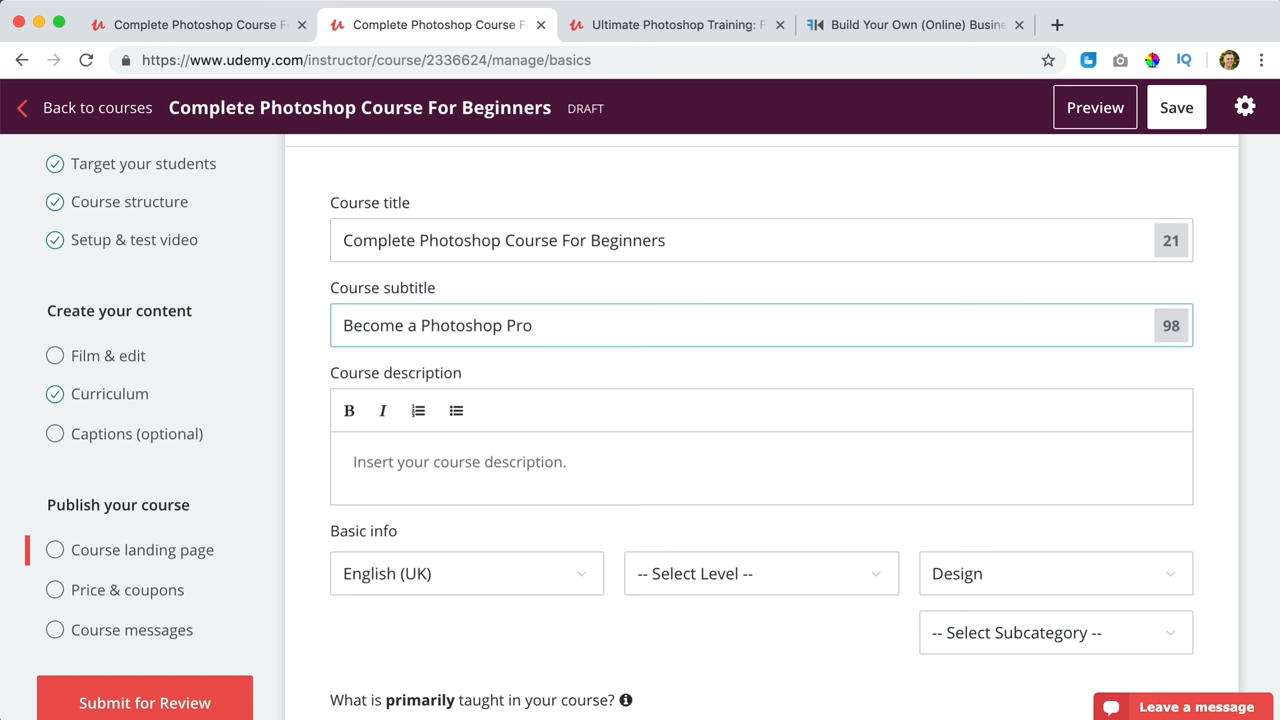 Complete Photoshop Course F
Complete Photoshop Course F
Ultimate Photoshop Training: F
Build Your Own (Online) Busine
https://www.udemy.com/instructor/course/2336624/manage/basics
IQ
Back to courses
Complete Photoshop Course For Beginners
DRAFT
Preview
Save
Target your students
Course structure
Setup & test video
Create your content
Film & edit
Curriculum
Captions (optional)
Publish your course
Course landing page
Price & coupons
Course messages
Submit for Review
Course title
Complete Photoshop Course For Beginners
21
Course subtitle
Become a Photoshop Pro
98
Course description
B I
Insert your course description.
Basic info
English (UK)
-- Select Level --
Design
-- Select Subcategory --
What is primarily taught in your course?
Leave a message